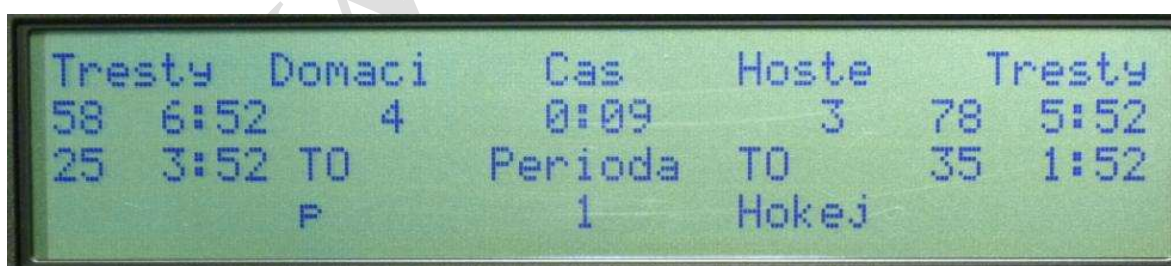 Tresty Domaci Cas Hoste Tresty
58 6:52 4 0:09 3 78 5:52
25 3:52 TO Perioda TO 35 1:52
P 1 Hokej